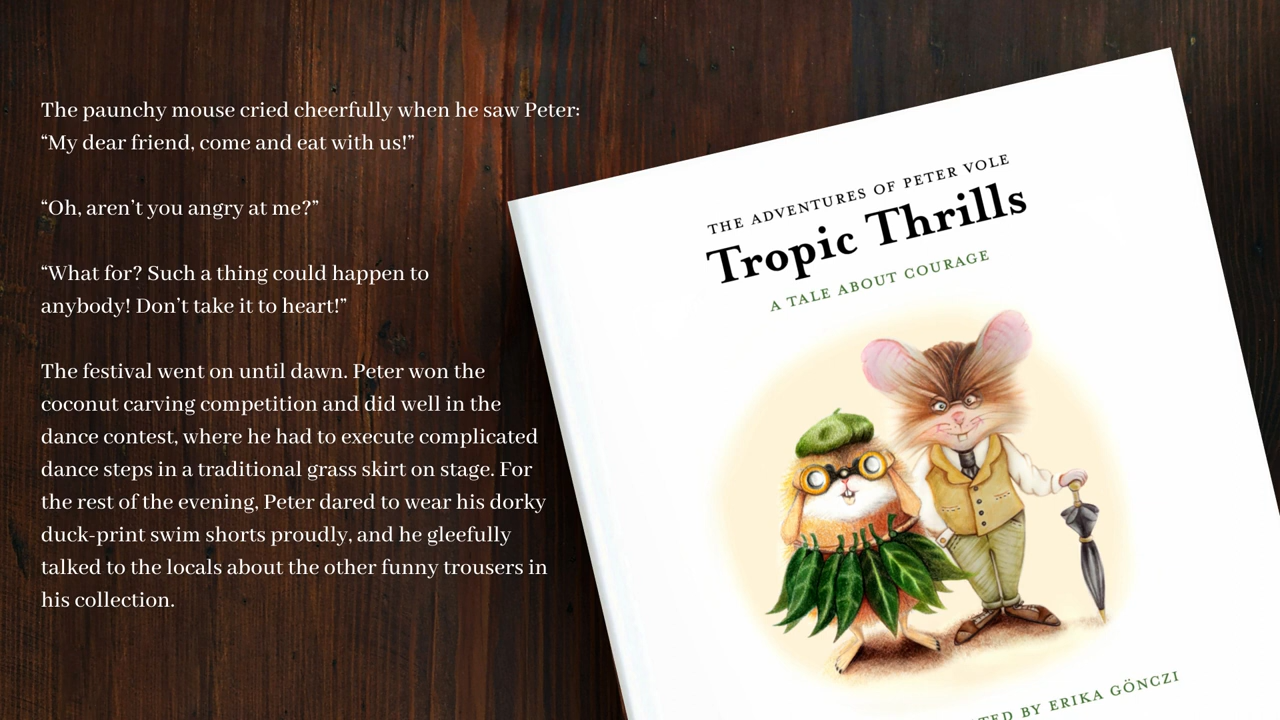 The paunchy mouse cried cheerfully when he saw Peter:
“My dear friend, come and eat with us!”
“Oh, aren’t you angry at me?”
“What for? Such a thing could happen to
anybody! Don’t take it to heart!”
The festival went on until dawn. Peter won the
coconut carving competition and did well in the
dance contest, where he had to execute complicated
dance steps in a traditional grass skirt on stage. For
the rest of the evening, Peter dared to wear his dorky
duck-print swim shorts proudly, and he gleefully
talked to the locals about the other funny trousers in
his collection.
THE ADVENTURES OF PETER VOLE
Tropic Thrills
A TALE ABOUT COURAGE
BY ERIKA GÖNCZI